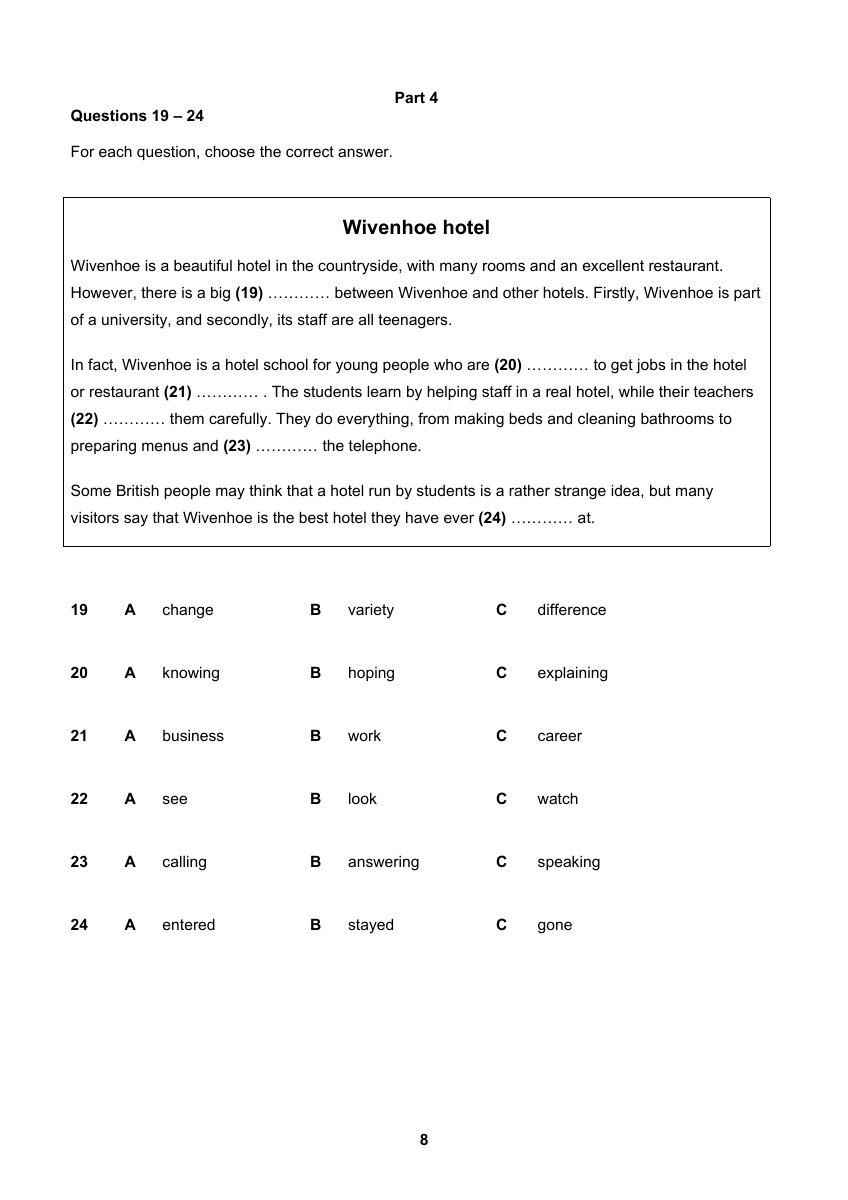 Part 4
Questions 19 – 24
For each question, choose the correct answer.
Wivenhoe hotel
Wivenhoe is a beautiful hotel in the countryside, with many rooms and an excellent restaurant.
However, there is a big (19) ………… between Wivenhoe and other hotels. Firstly, Wivenhoe is part
of a university, and secondly, its staff are all teenagers.
In fact, Wivenhoe is a hotel school for young people who are (20) ………… to get jobs in the hotel
or restaurant (21) ………… . The students learn by helping staff in a real hotel, while their teachers
(22) ………… them carefully. They do everything, from making beds and cleaning bathrooms to
preparing menus and (23) ………… the telephone.
Some British people may think that a hotel run by students is a rather strange idea, but many
visitors say that Wivenhoe is the best hotel they have ever (24) ………… at.
19 A change B variety C difference
20 A knowing B hoping C explaining
21 A business B work C career
22 A see B look C watch
23 A calling B answering C speaking
24 A entered B stayed C gone
8